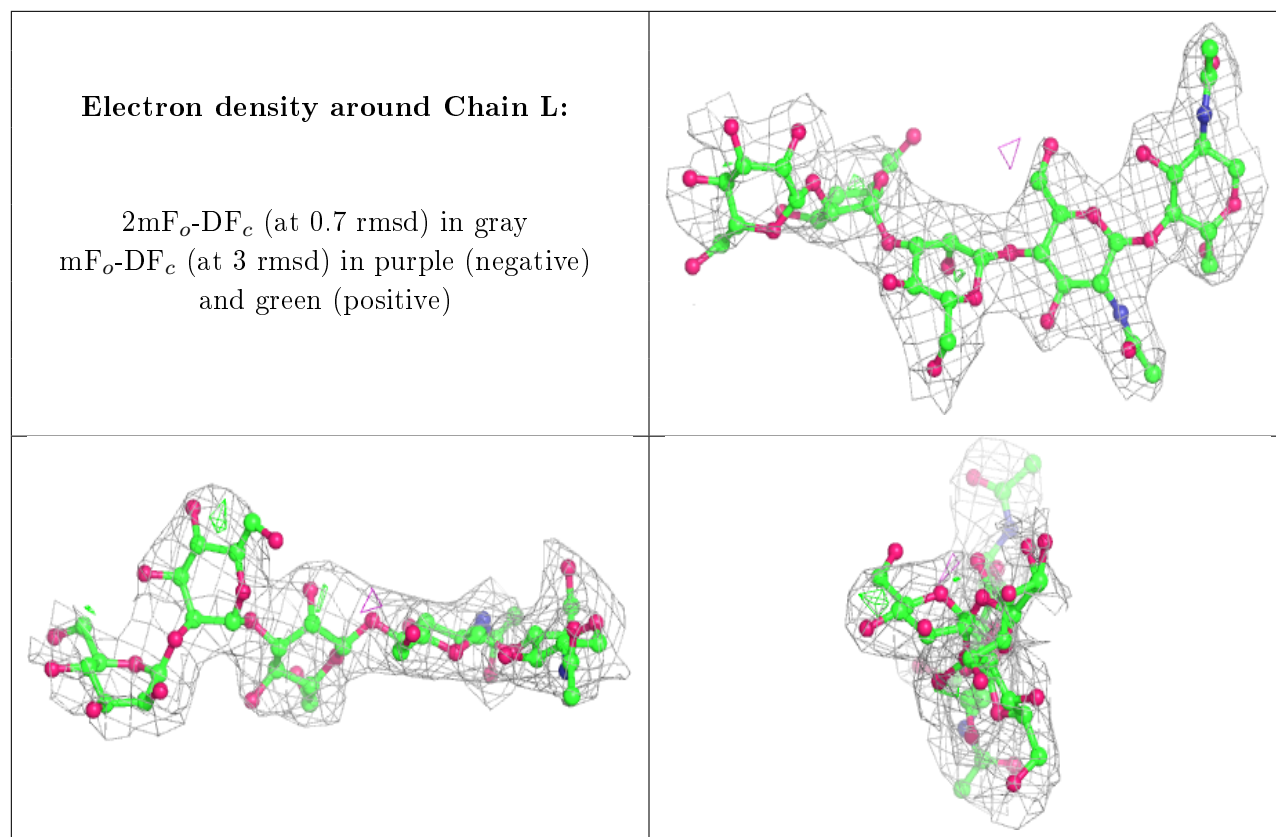 Electron density around Chain L:
2mFₒ-DF𝒸 (at 0.7 rmsd) in gray
mFₒ-DF𝒸 (at 3 rmsd) in purple (negative)
and green (positive)